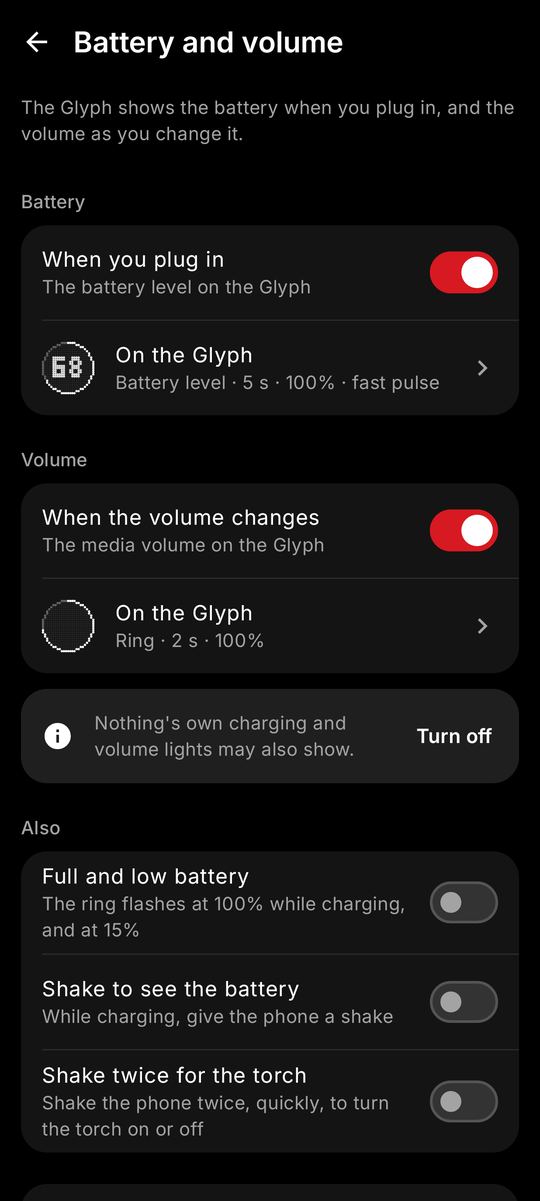 Battery and volume
The Glyph shows the battery when you plug in, and the
volume as you change it.
Battery
When you plug in
The battery level on the Glyph
68
On the Glyph
Battery level · 5 s · 100% · fast pulse
Volume
When the volume changes
The media volume on the Glyph
On the Glyph
Ring · 2 s · 100%
Nothing's own charging and
volume lights may also show.
Turn off
Also
Full and low battery
The ring flashes at 100% while charging,
and at 15%
Shake to see the battery
While charging, give the phone a shake
Shake twice for the torch
Shake the phone twice, quickly, to turn
the torch on or off